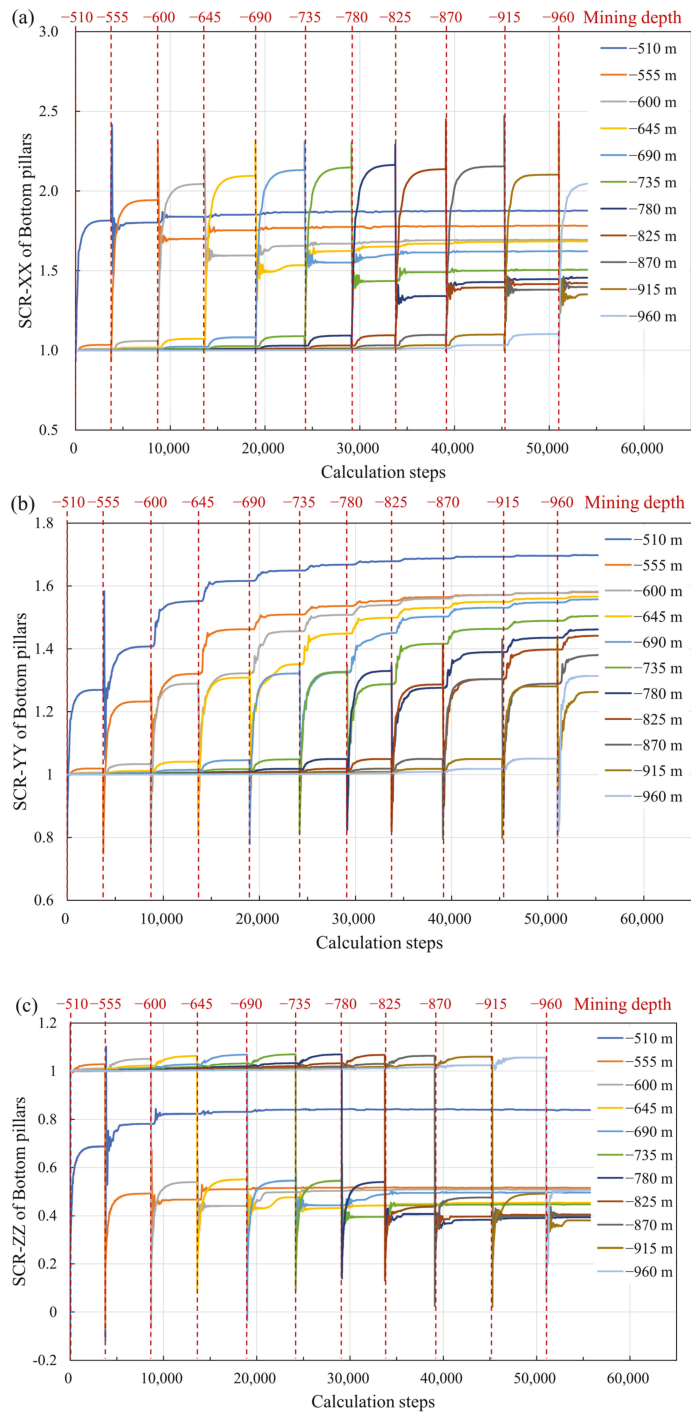 (a)
−510 −555 −600 −645 −690 −735 −780 −825 −870 −915 −960 Mining depth
3.0
2.5
2.0
1.5
1.0
0.5
SCR-XX of Bottom pillars
−510 m
−555 m
−600 m
−645 m
−690 m
−735 m
−780 m
−825 m
−870 m
−915 m
−960 m
0 10,000 20,000 30,000 40,000 50,000 60,000
Calculation steps
(b)
−510 −555 −600 −645 −690 −735 −780 −825 −870 −915 −960 Mining depth
1.8
1.6
1.4
1.2
1.0
0.8
0.6
SCR-YY of Bottom pillars
−510 m
−555 m
−600 m
−645 m
−690 m
−735 m
−780 m
−825 m
−870 m
−915 m
−960 m
0 10,000 20,000 30,000 40,000 50,000 60,000
Calculation steps
(c)
−510 −555 −600 −645 −690 −735 −780 −825 −870 −915 −960 Mining depth
1.2
1
0.8
0.6
0.4
0.2
0
-0.2
SCR-ZZ of Bottom pillars
−510 m
−555 m
−600 m
−645 m
−690 m
−735 m
−780 m
−825 m
−870 m
−915 m
−960 m
0 10,000 20,000 30,000 40,000 50,000 60,000
Calculation steps